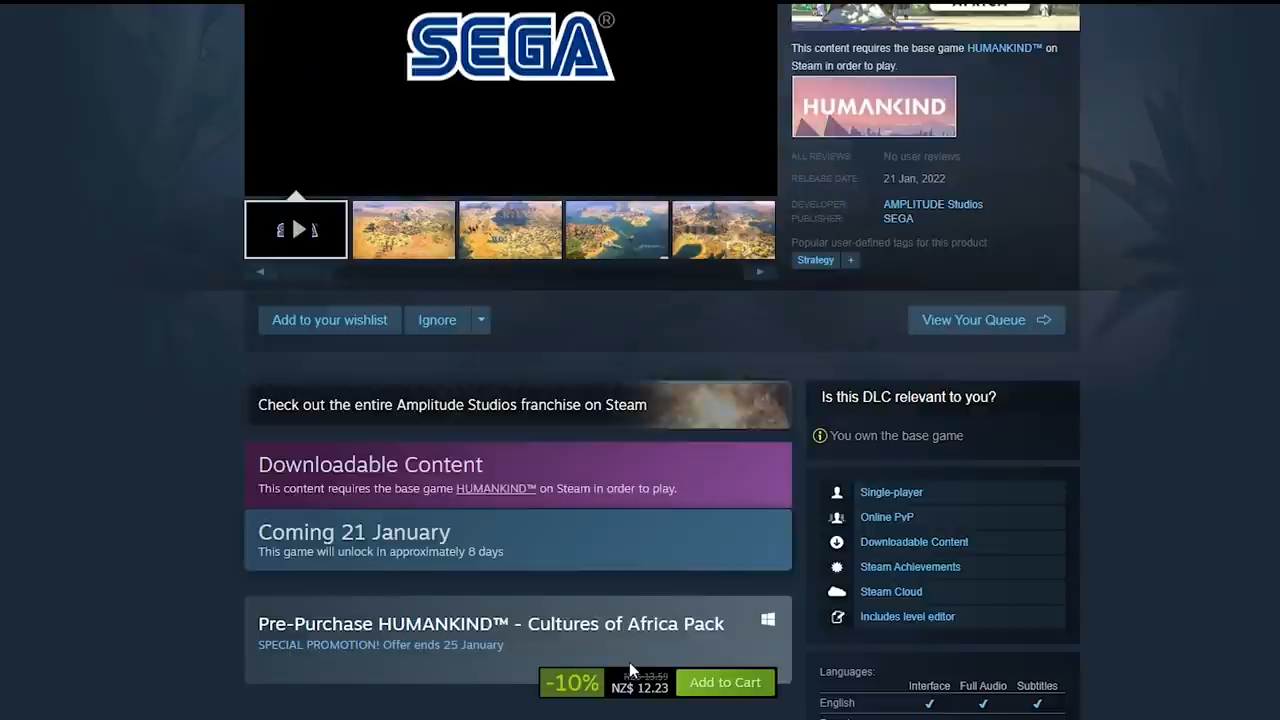 SEGA®
This content requires the base game HUMANKIND™ on
Steam in order to play.
HUMANKIND
ALL REVIEWS: No user reviews
RELEASE DATE: 21 Jan, 2022
DEVELOPER: AMPLITUDE Studios
PUBLISHER: SEGA
Popular user-defined tags for this product
Strategy +
Add to your wishlist Ignore View Your Queue
Check out the entire Amplitude Studios franchise on Steam
Downloadable Content
This content requires the base game HUMANKIND™ on Steam in order to play.
Coming 21 January
This game will unlock in approximately 8 days
Pre-Purchase HUMANKIND™ - Cultures of Africa Pack
SPECIAL PROMOTION! Offer ends 25 January
-10% NZ$ 13.59 NZ$ 12.23 Add to Cart
Is this DLC relevant to you?
You own the base game
Single-player
Online PvP
Downloadable Content
Steam Achievements
Steam Cloud
Includes level editor
Languages:
Interface Full Audio Subtitles
English ✓ ✓ ✓